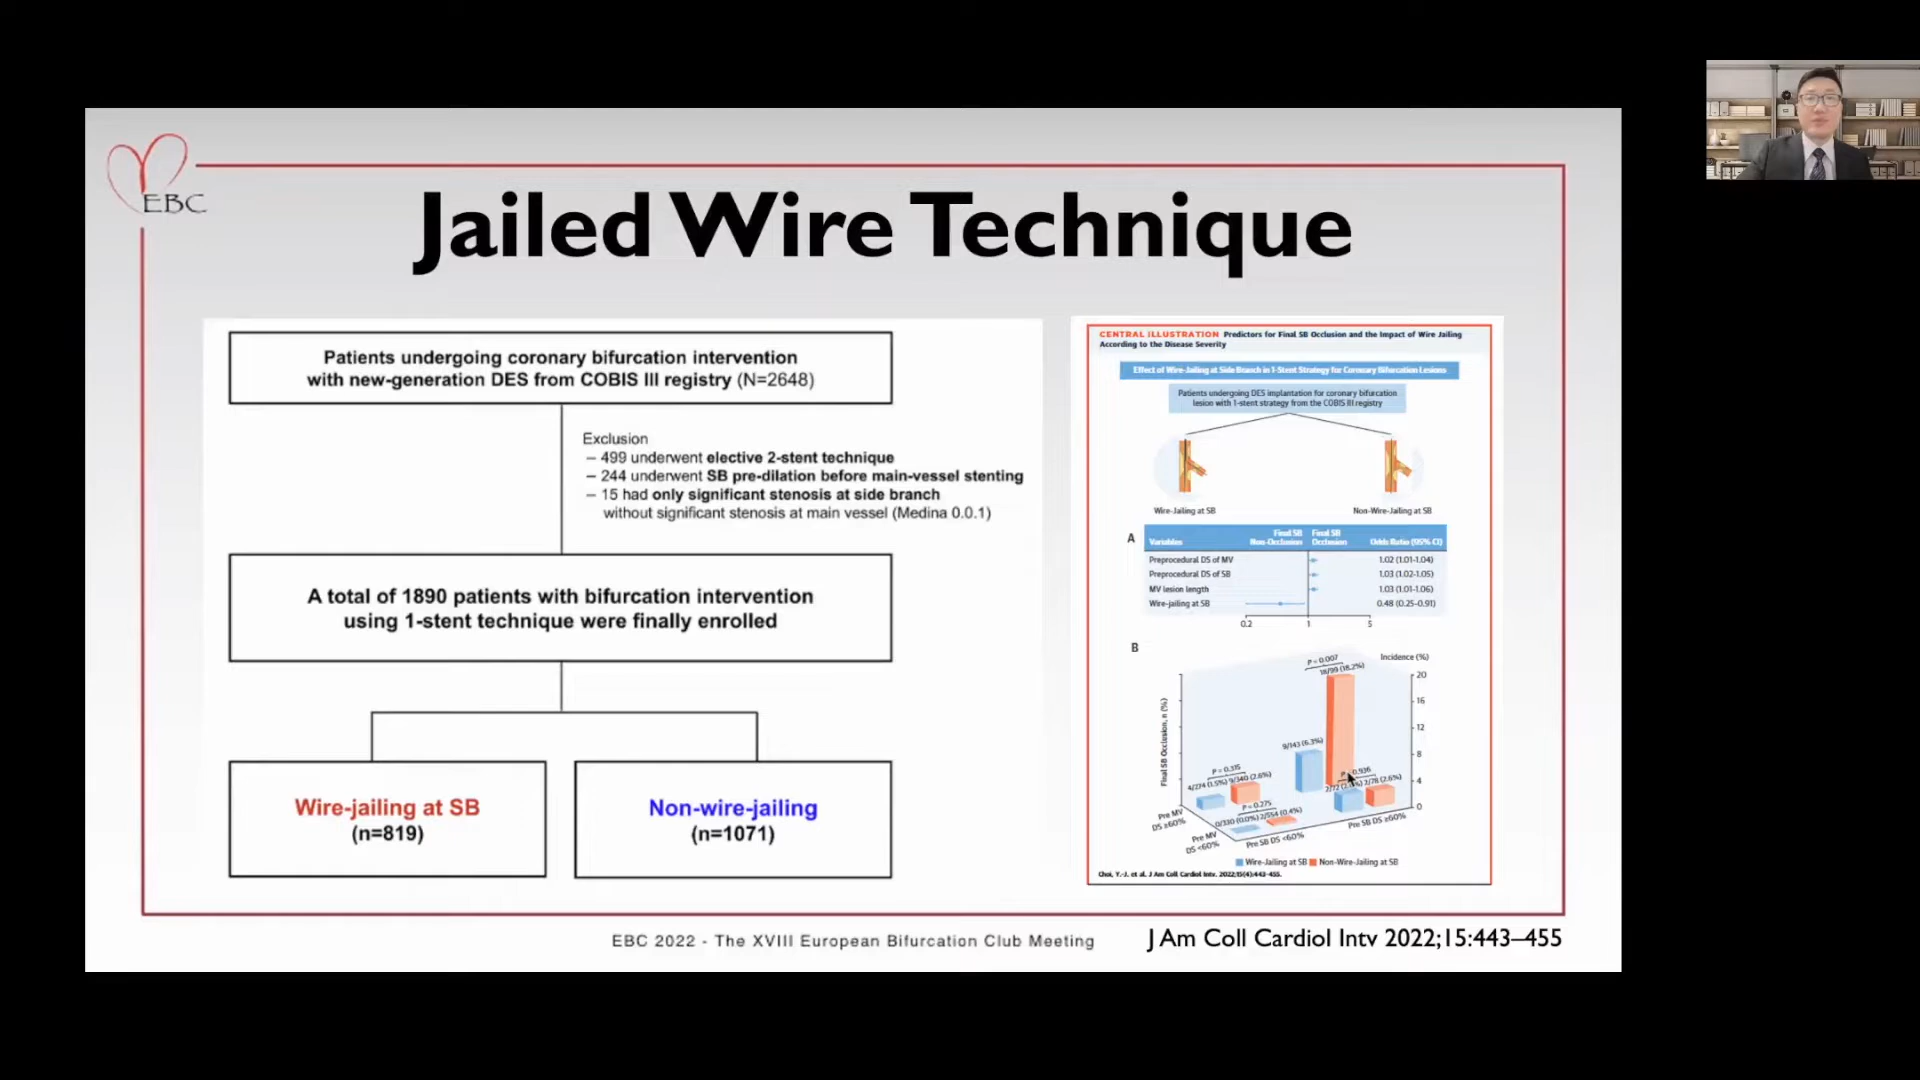 EBC
Jailed Wire Technique
Patients undergoing coronary bifurcation intervention
with new-generation DES from COBIS III registry (N=2648)
Exclusion
– 499 underwent elective 2-stent technique
– 244 underwent SB pre-dilation before main-vessel stenting
– 15 had only significant stenosis at side branch
without significant stenosis at main vessel (Medina 0.0.1)
A total of 1890 patients with bifurcation intervention
using 1-stent technique were finally enrolled
Wire-jailing at SB
(n=819)
Non-wire-jailing
(n=1071)
CENTRAL ILLUSTRATION Predictors for Final SB Occlusion and the Impact of Wire Jailing
According to the Disease Severity
Effect of Wire-Jailing at Side Branch in 1-Stent Strategy for Coronary Bifurcation Lesions
Patients undergoing DES implantation for coronary bifurcation
lesion with 1-stent strategy from the COBIS III registry
Wire-Jailing at SB
Non-Wire-Jailing at SB
A
Variables
Final SB Non-Occlusion
Final SB Occlusion
Odds Ratio (95% CI)
Preprocedural DS of MV 1.02 (1.01-1.04)
Preprocedural DS of SB 1.03 (1.02-1.05)
MV lesion length 1.03 (1.01-1.06)
Wire-jailing at SB 0.48 (0.25-0.91)
0.2 1 5
B
Incidence (%)
P = 0.007
18/99 (18.2%)
20
16
12
8
4
0
Final SB Occlusion, n (%)
9/143 (6.3%)
P = 0.315
4/274 (1.5%) 9/340 (2.6%)
P = 0.936
2/78 (2.6%)
P = 0.275
0/330 (0.0%) 2/554 (0.4%)
Pre MV
DS ≥60%
Pre MV
DS <60%
Pre SB DS <60%
Pre SB DS ≥60%
Wire-Jailing at SB Non-Wire-Jailing at SB
Choi, Y.-J. et al. J Am Coll Cardiol Intv. 2022;15(4):443-455.
EBC 2022 - The XVIII European Bifurcation Club Meeting
J Am Coll Cardiol Intv 2022;15:443–455